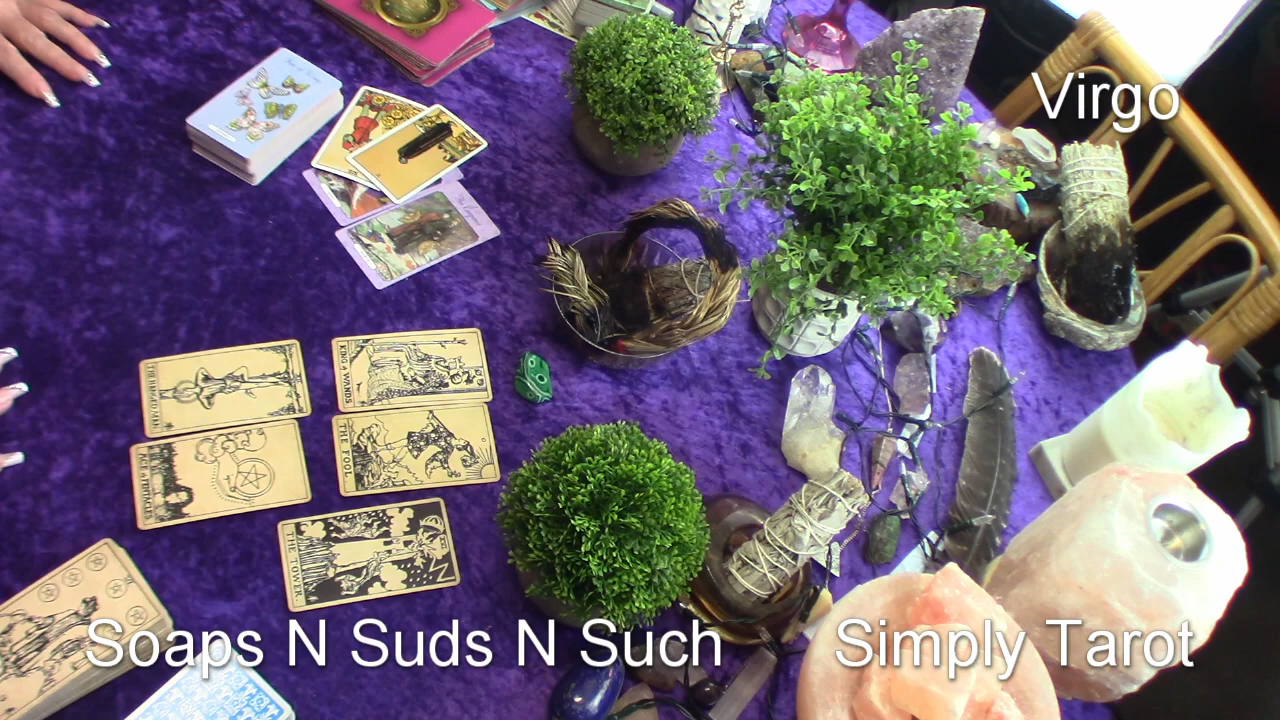 Virgo
KING of WANDS
THE HANGED MAN.
THE FOOL.
ACE of PENTACLES.
THE TOWER.
Soaps N Suds N Such
Simply Tarot